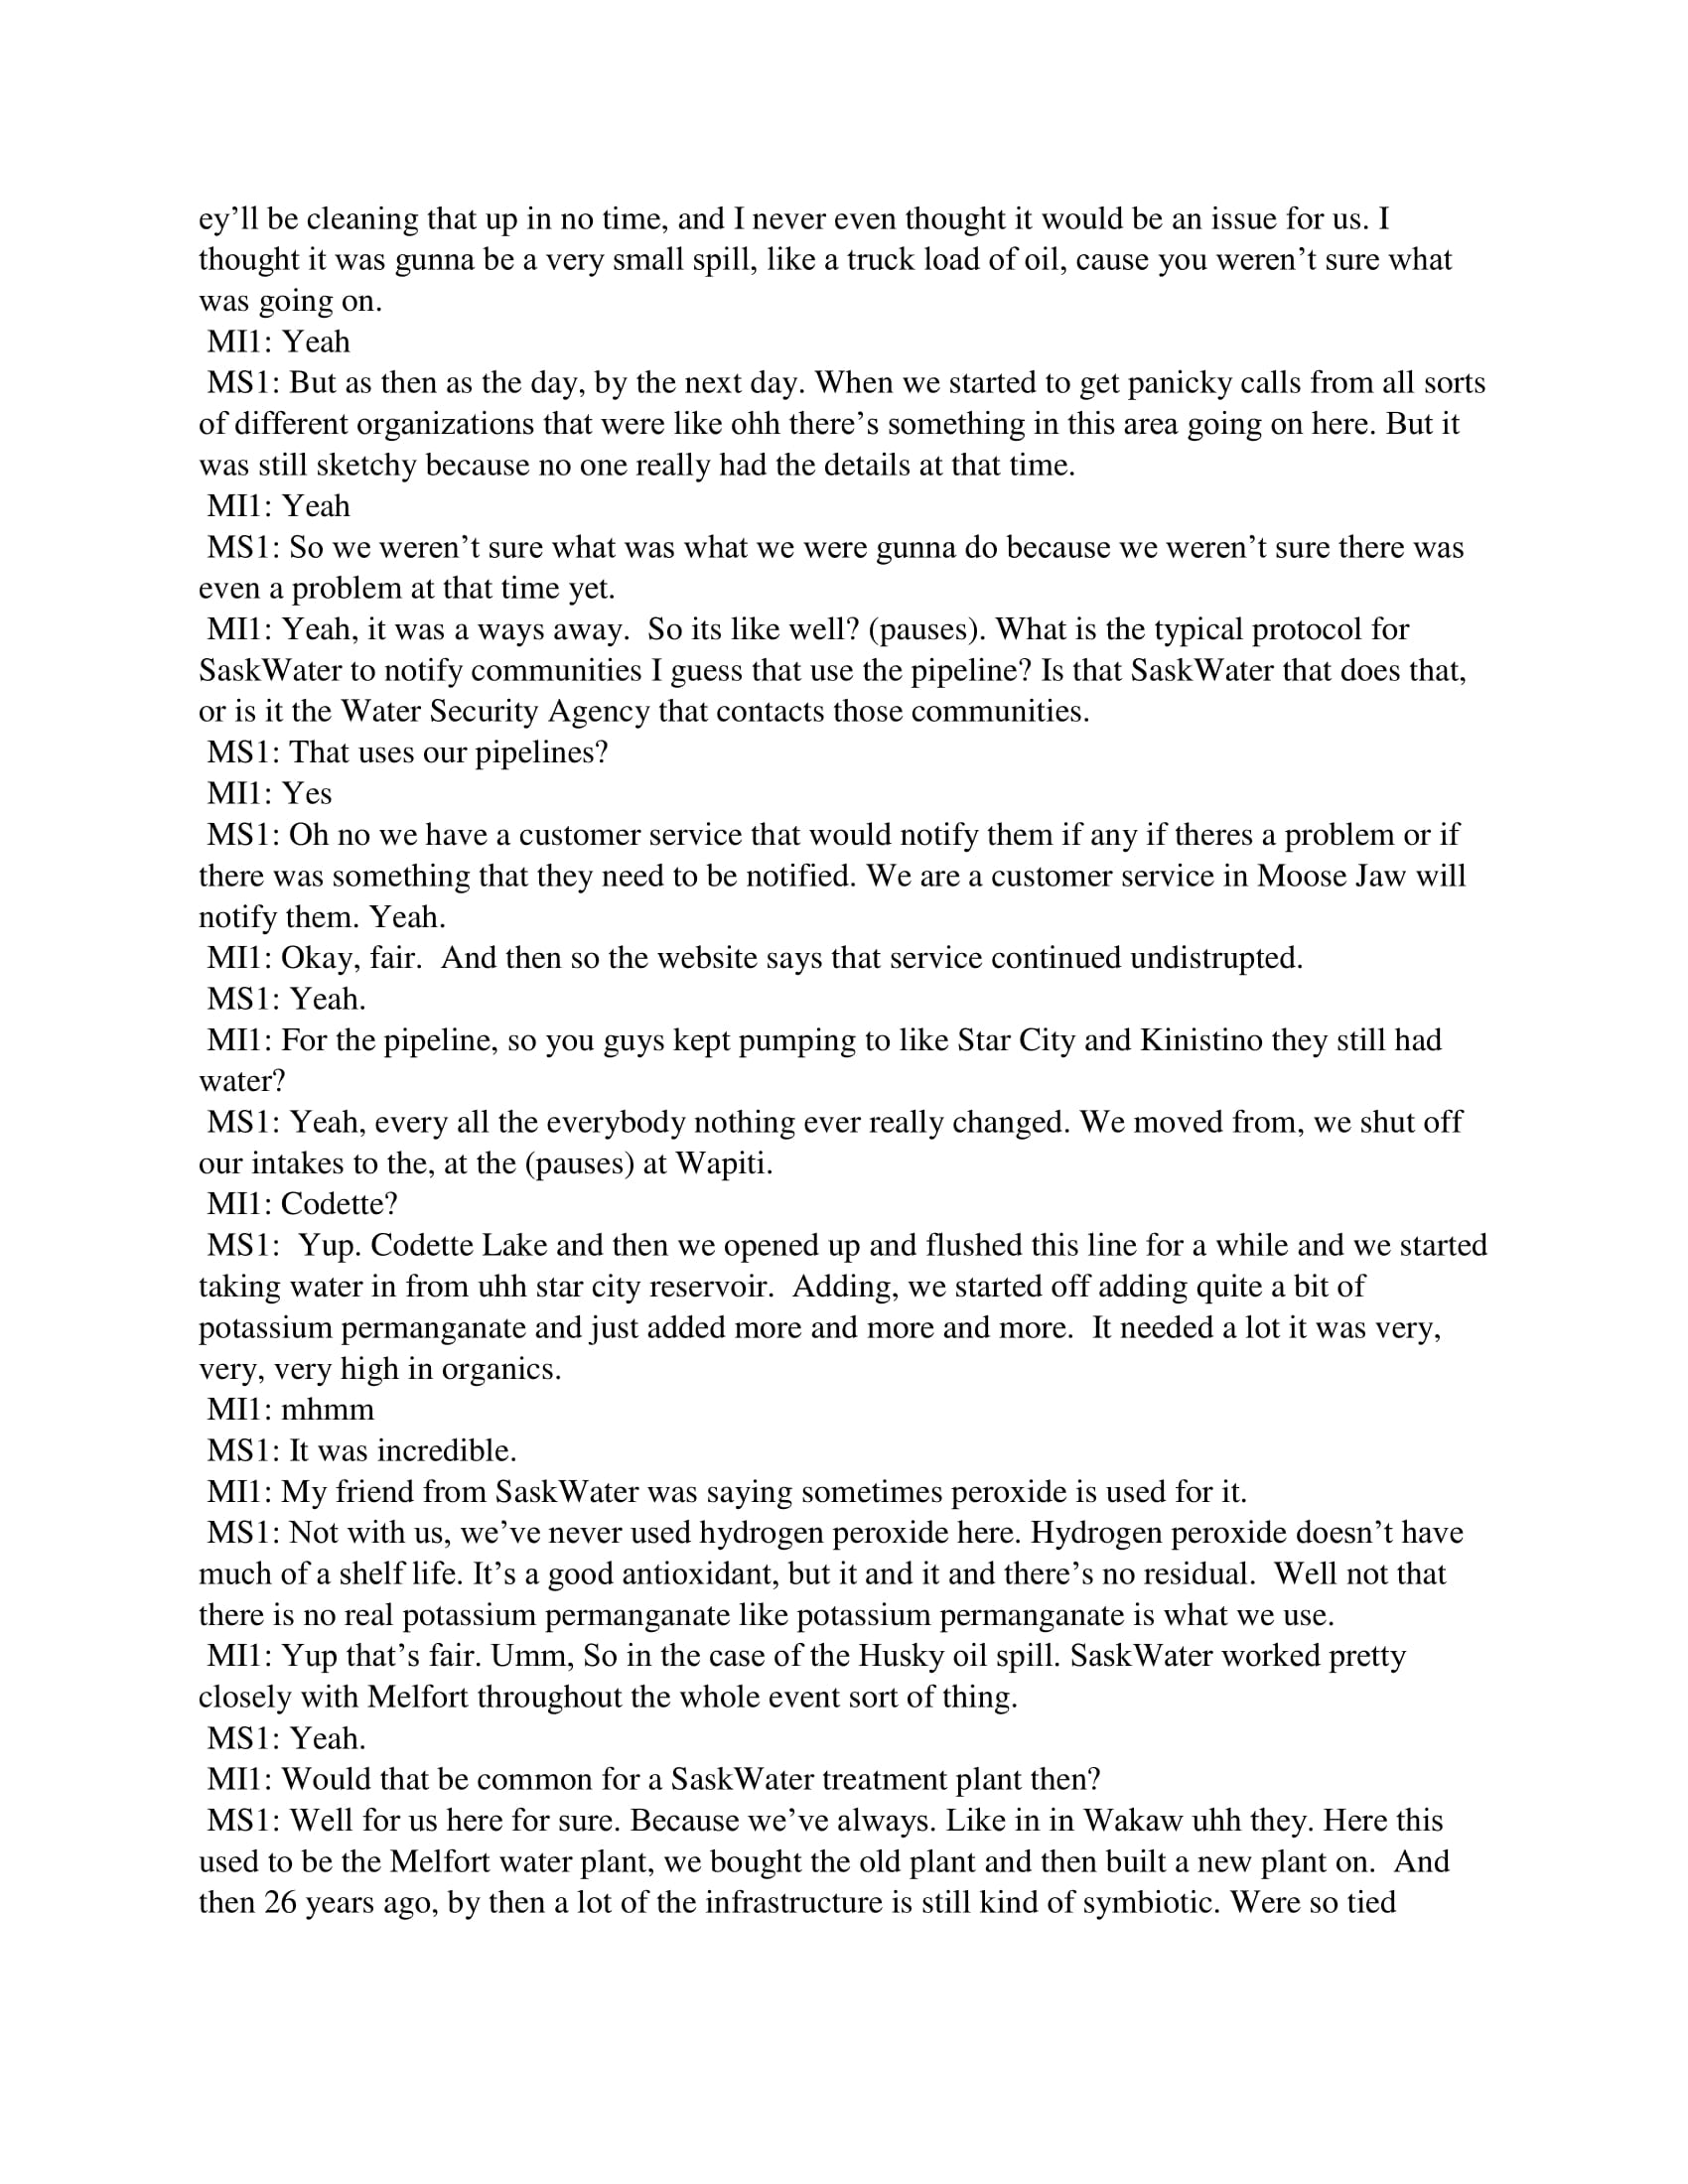 ey’ll be cleaning that up in no time, and I never even thought it would be an issue for us. I
thought it was gunna be a very small spill, like a truck load of oil, cause you weren’t sure what
was going on.
MI1: Yeah
MS1: But as then as the day, by the next day. When we started to get panicky calls from all sorts
of different organizations that were like ohh there’s something in this area going on here. But it
was still sketchy because no one really had the details at that time.
MI1: Yeah
MS1: So we weren’t sure what was what we were gunna do because we weren’t sure there was
even a problem at that time yet.
MI1: Yeah, it was a ways away.  So its like well? (pauses). What is the typical protocol for
SaskWater to notify communities I guess that use the pipeline? Is that SaskWater that does that,
or is it the Water Security Agency that contacts those communities.
MS1: That uses our pipelines?
MI1: Yes
MS1: Oh no we have a customer service that would notify them if any if theres a problem or if
there was something that they need to be notified. We are a customer service in Moose Jaw will
notify them. Yeah.
MI1: Okay, fair.  And then so the website says that service continued undistrupted.
MS1: Yeah.
MI1: For the pipeline, so you guys kept pumping to like Star City and Kinistino they still had
water?
MS1: Yeah, every all the everybody nothing ever really changed. We moved from, we shut off
our intakes to the, at the (pauses) at Wapiti.
MI1: Codette?
MS1:  Yup. Codette Lake and then we opened up and flushed this line for a while and we started
taking water in from uhh star city reservoir.  Adding, we started off adding quite a bit of
potassium permanganate and just added more and more and more.  It needed a lot it was very,
very, very high in organics.
MI1: mhmm
MS1: It was incredible.
MI1: My friend from SaskWater was saying sometimes peroxide is used for it.
MS1: Not with us, we’ve never used hydrogen peroxide here. Hydrogen peroxide doesn’t have
much of a shelf life. It’s a good antioxidant, but it and it and there’s no residual.  Well not that
there is no real potassium permanganate like potassium permanganate is what we use.
MI1: Yup that’s fair. Umm, So in the case of the Husky oil spill. SaskWater worked pretty
closely with Melfort throughout the whole event sort of thing.
MS1: Yeah.
MI1: Would that be common for a SaskWater treatment plant then?
MS1: Well for us here for sure. Because we’ve always. Like in in Wakaw uhh they. Here this
used to be the Melfort water plant, we bought the old plant and then built a new plant on.  And
then 26 years ago, by then a lot of the infrastructure is still kind of symbiotic. Were so tied